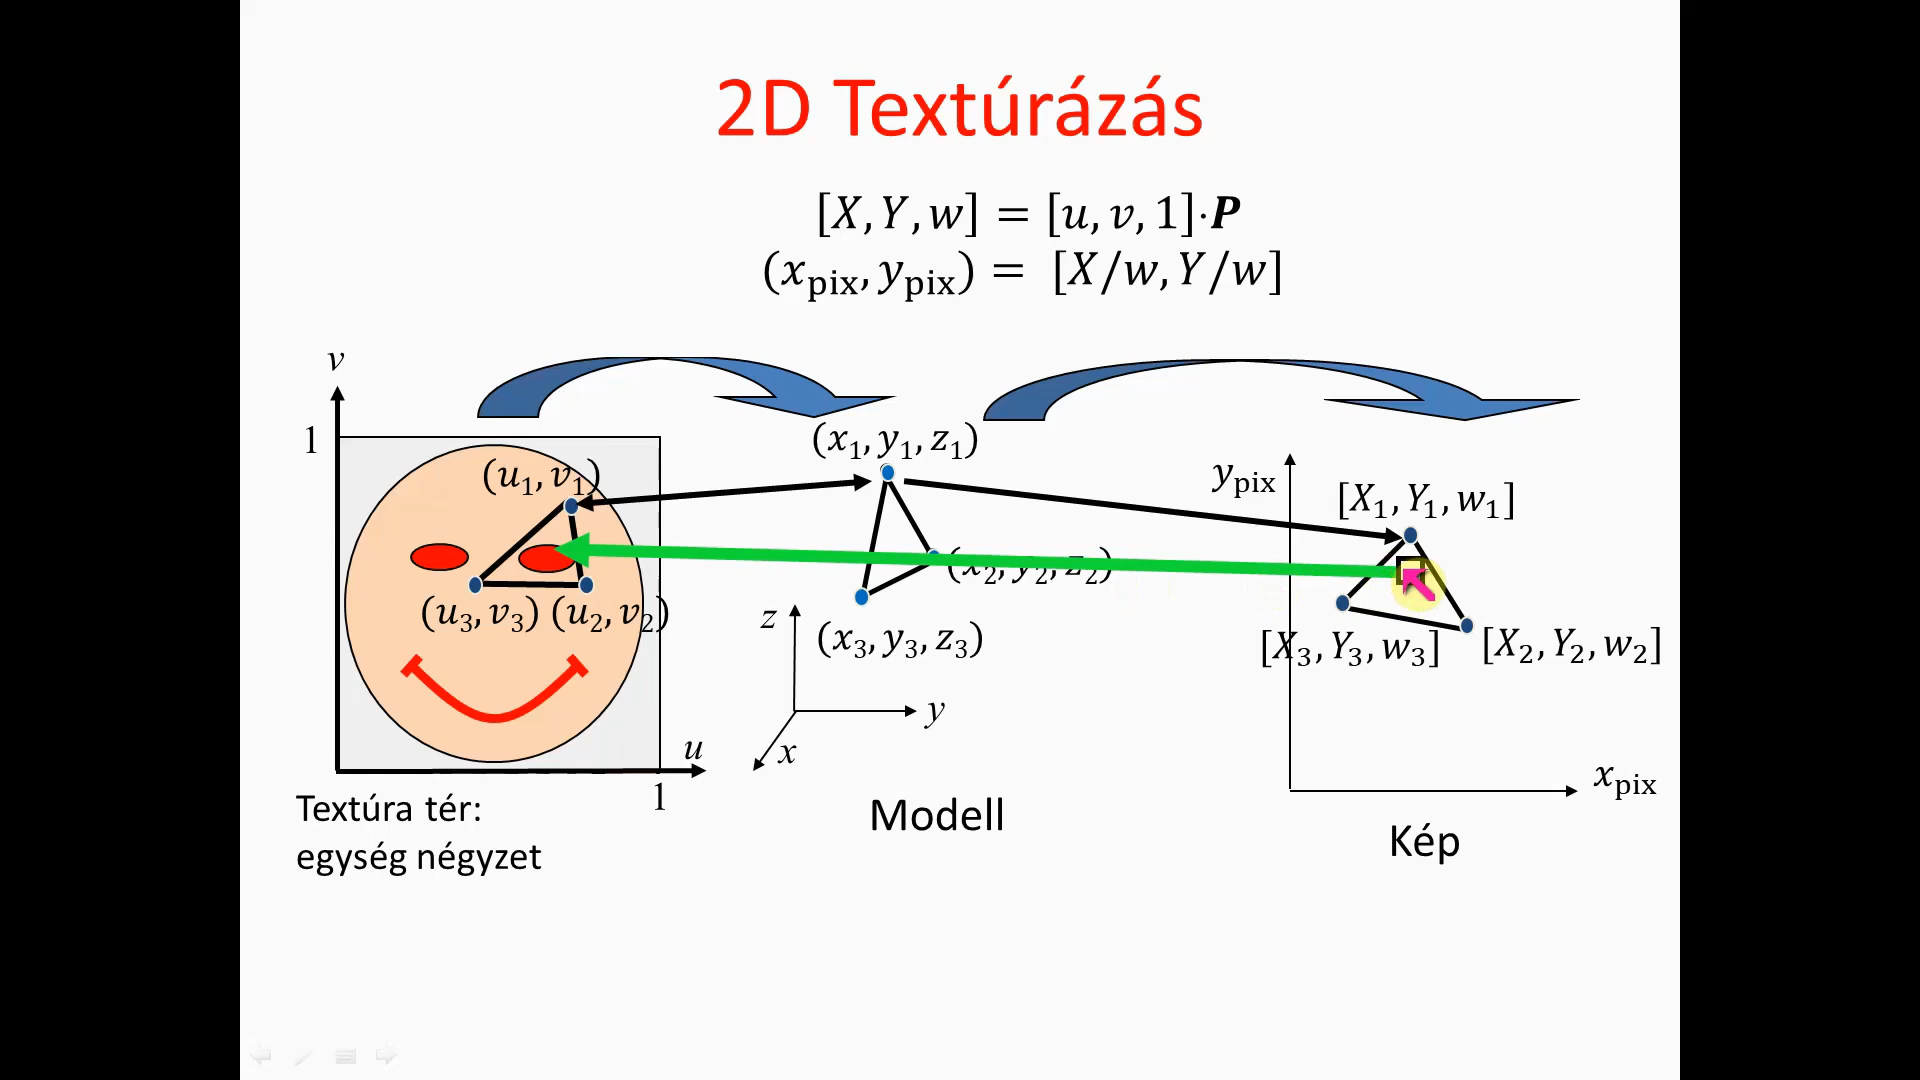 2D Textúrázás
[X, Y, w] = [u, v, 1]·P
(x_pix, y_pix) = [X/w, Y/w]
v
1
(u₁, v₁)
(u₃, v₃) (u₂, v₂)
u
1
Textúra tér:
egység négyzet
(x₁, y₁, z₁)
(x₂, y₂, z₂)
(x₃, y₃, z₃)
z
y
x
Modell
y_pix
[X₁, Y₁, w₁]
[X₃, Y₃, w₃]
[X₂, Y₂, w₂]
x_pix
Kép